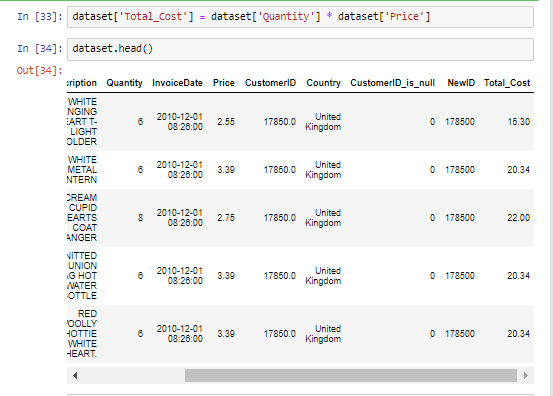 In [33]: dataset['Total_Cost'] = dataset['Quantity'] * dataset['Price']
In [34]: dataset.head()
Out[34]:
ription Quantity InvoiceDate Price CustomerID Country CustomerID_is_null NewID Total_Cost
WHITE
NGING
EART T-
LIGHT
OLDER
6 2010-12-01 08:26:00 2.55 17850.0 United Kingdom 0 178500 15.30
WHITE
METAL
NTERN
6 2010-12-01 08:26:00 3.39 17850.0 United Kingdom 0 178500 20.34
CREAM
CUPID
EARTS
COAT
ANGER
8 2010-12-01 08:26:00 2.75 17850.0 United Kingdom 0 178500 22.00
NITTED
UNION
AG HOT
WATER
OTTLE
6 2010-12-01 08:26:00 3.39 17850.0 United Kingdom 0 178500 20.34
RED
OOLLY
HOTTIE
WHITE
HEART.
6 2010-12-01 08:26:00 3.39 17850.0 United Kingdom 0 178500 20.34